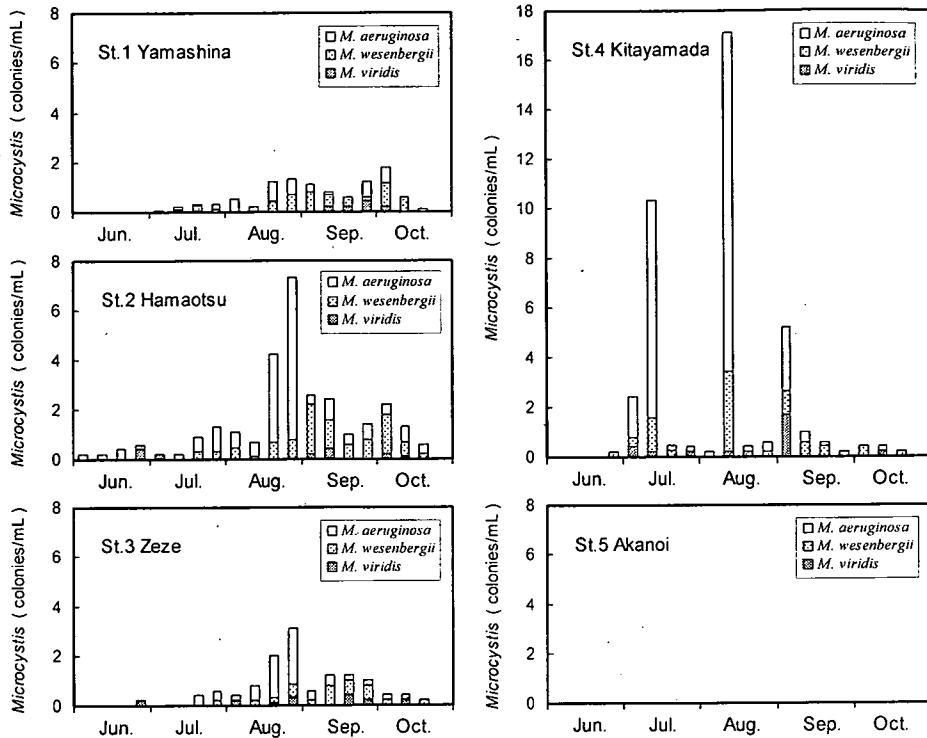 8
6
4
2
0
St.1 Yamashina
M. aeruginosa
M. wesenbergii
M. viridis
Microcystis ( colonies/mL )
Jun. Jul. Aug. Sep. Oct.
8
6
4
2
0
St.2 Hamaotsu
M. aeruginosa
M. wesenbergii
M. viridis
Microcystis ( colonies/mL )
Jun. Jul. Aug. Sep. Oct.
8
6
4
2
0
St.3 Zeze
M. aeruginosa
M. wesenbergii
M. viridis
Microcystis ( colonies/mL )
Jun. Jul. Aug. Sep. Oct.
18
16
14
12
10
8
6
4
2
0
St.4 Kitayamada
M. aeruginosa
M. wesenbergii
M. viridis
Microcystis ( colonies/mL )
Jun. Jul. Aug. Sep. Oct.
8
6
4
2
0
St.5 Akanoi
M. aeruginosa
M. wesenbergii
M. viridis
Microcystis ( colonies/mL )
Jun. Jul. Aug. Sep. Oct.